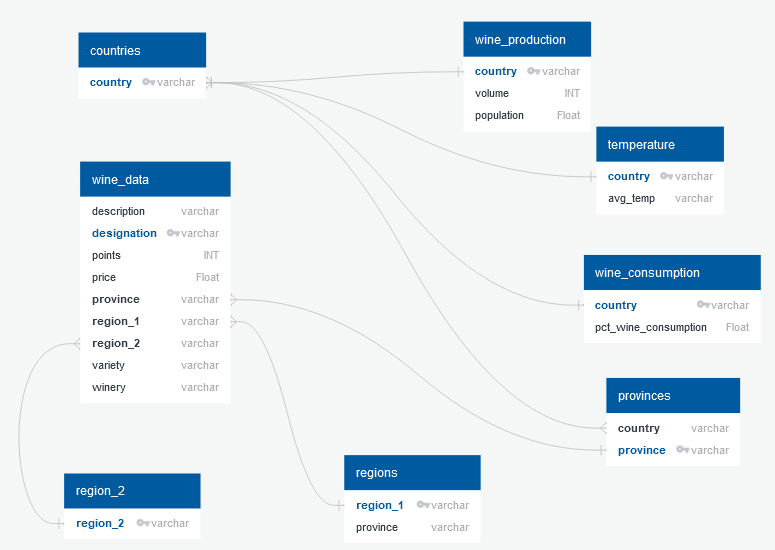 countries
country varchar
wine_production
country varchar
volume INT
population Float
temperature
country varchar
avg_temp varchar
wine_data
description varchar
designation varchar
points INT
price Float
province varchar
region_1 varchar
region_2 varchar
variety varchar
winery varchar
wine_consumption
country varchar
pct_wine_consumption Float
provinces
country varchar
province varchar
regions
region_1 varchar
province varchar
region_2
region_2 varchar